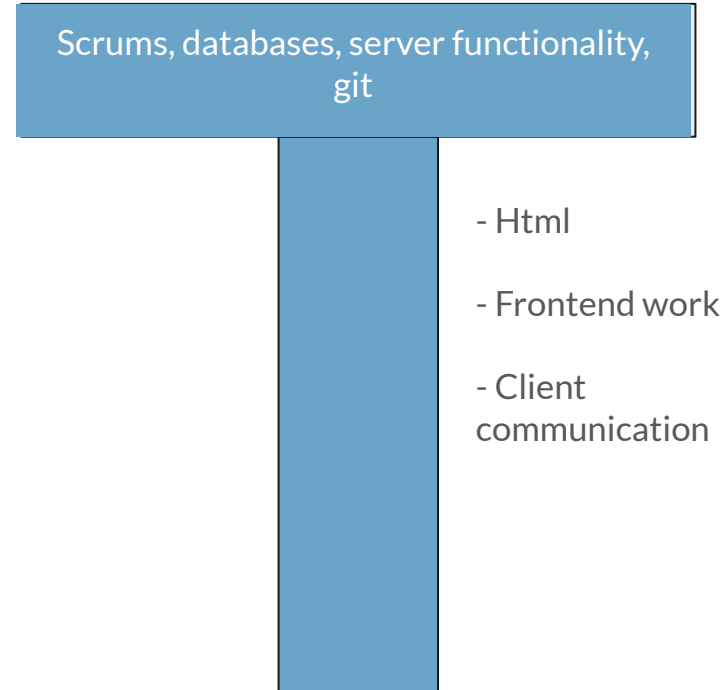 Scrums, databases, server functionality,
git
- Html
- Frontend work
- Client
communication